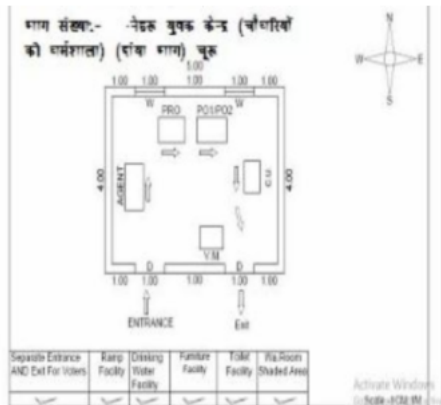 भाग संख्या:- -नेहरू युवक केन्द्र (चौधरियों
की धर्मशाला) (दांया भाग) चूरू
N
W E
S
5.00
1.00 1.00 1.00 1.00 1.00
W W
PRO PO1/PO2
4.00 AGENT C.U 4.00
V.M
D D
1.00 1.00 1.00 1.00 1.00
ENTRANCE Exit
Separate Entrance Ramp Drinking Furniture Toilet Wa.Room
AND Exit For Voters Facility Water Facility Facility Shaded Area
Facility
Activate Windows